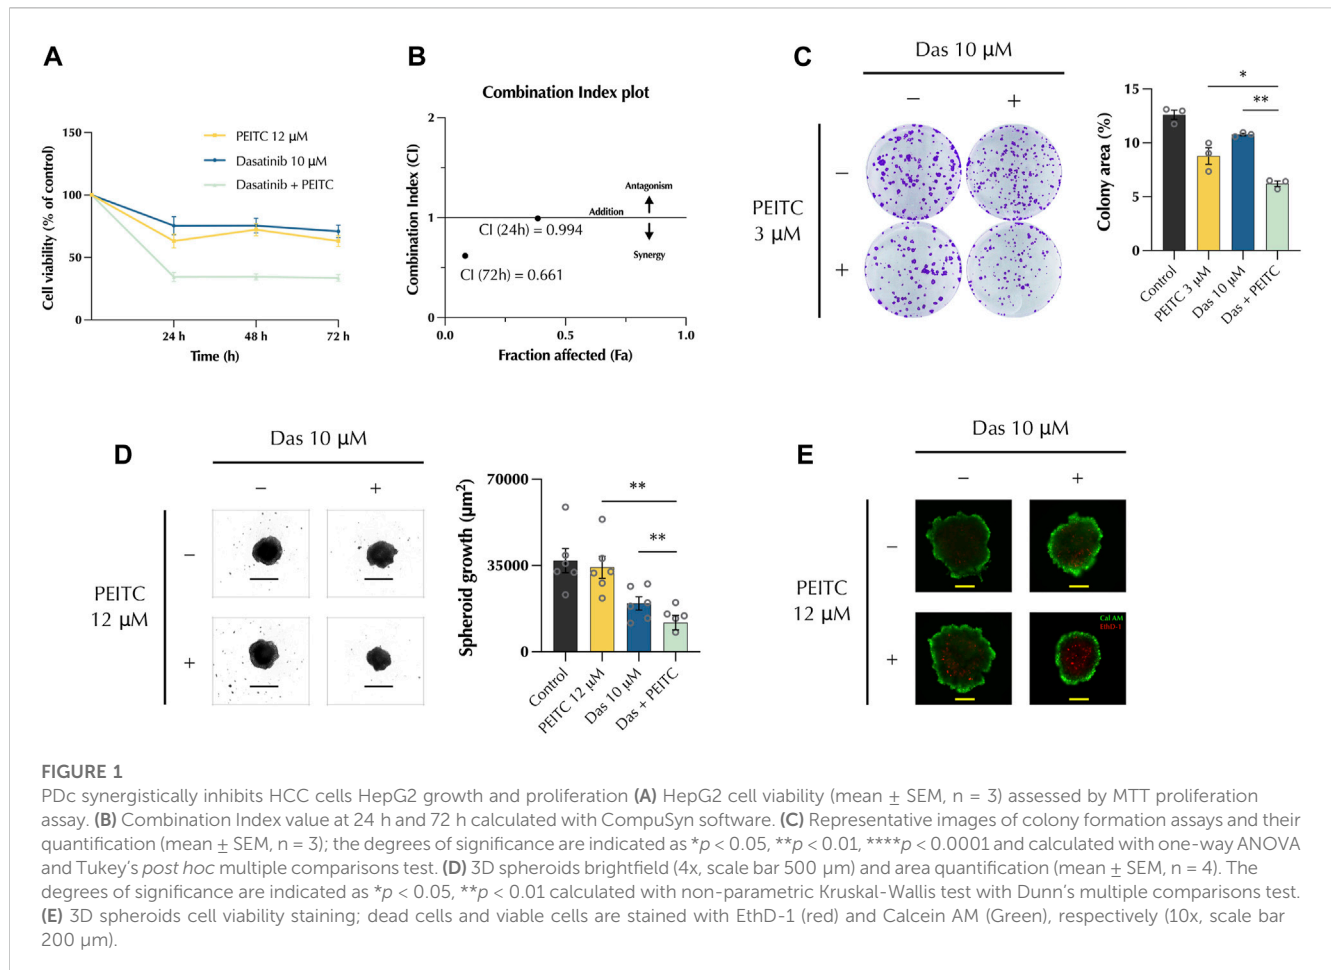 A
150
100
50
0
Cell viability (% of control)
PEITC 12 µM
Dasatinib 10 µM
Dasatinib + PEITC
24 h
48 h
72 h
Time (h)
B
Combination Index plot
2
1
0
Combination Index (CI)
Antagonism
Addition
CI (24h) = 0.994
Synergy
CI (72h) = 0.661
0.0
0.5
1.0
Fraction affected (Fa)
C
Das 10 µM
− +
PEITC
3 µM
−
+
15
10
5
0
Colony area (%)
*
**
Control
PEITC 3 µM
Das 10 µM
Das + PEITC
D
Das 10 µM
− +
PEITC
12 µM
−
+
70000
35000
0
Spheroid growth (µm²)
**
**
Control
PEITC 12 µM
Das 10 µM
Das + PEITC
E
Das 10 µM
− +
PEITC
12 µM
−
+
Cal AM
EthD-1
FIGURE 1
PDc synergistically inhibits HCC cells HepG2 growth and proliferation (A) HepG2 cell viability (mean ± SEM, n = 3) assessed by MTT proliferation
assay. (B) Combination Index value at 24 h and 72 h calculated with CompuSyn software. (C) Representative images of colony formation assays and their
quantification (mean ± SEM, n = 3); the degrees of significance are indicated as *p < 0.05, **p < 0.01, ****p < 0.0001 and calculated with one-way ANOVA
and Tukey's post hoc multiple comparisons test. (D) 3D spheroids brightfield (4x, scale bar 500 µm) and area quantification (mean ± SEM, n = 4). The
degrees of significance are indicated as *p < 0.05, **p < 0.01 calculated with non-parametric Kruskal-Wallis test with Dunn's multiple comparisons test.
(E) 3D spheroids cell viability staining; dead cells and viable cells are stained with EthD-1 (red) and Calcein AM (Green), respectively (10x, scale bar
200 µm).